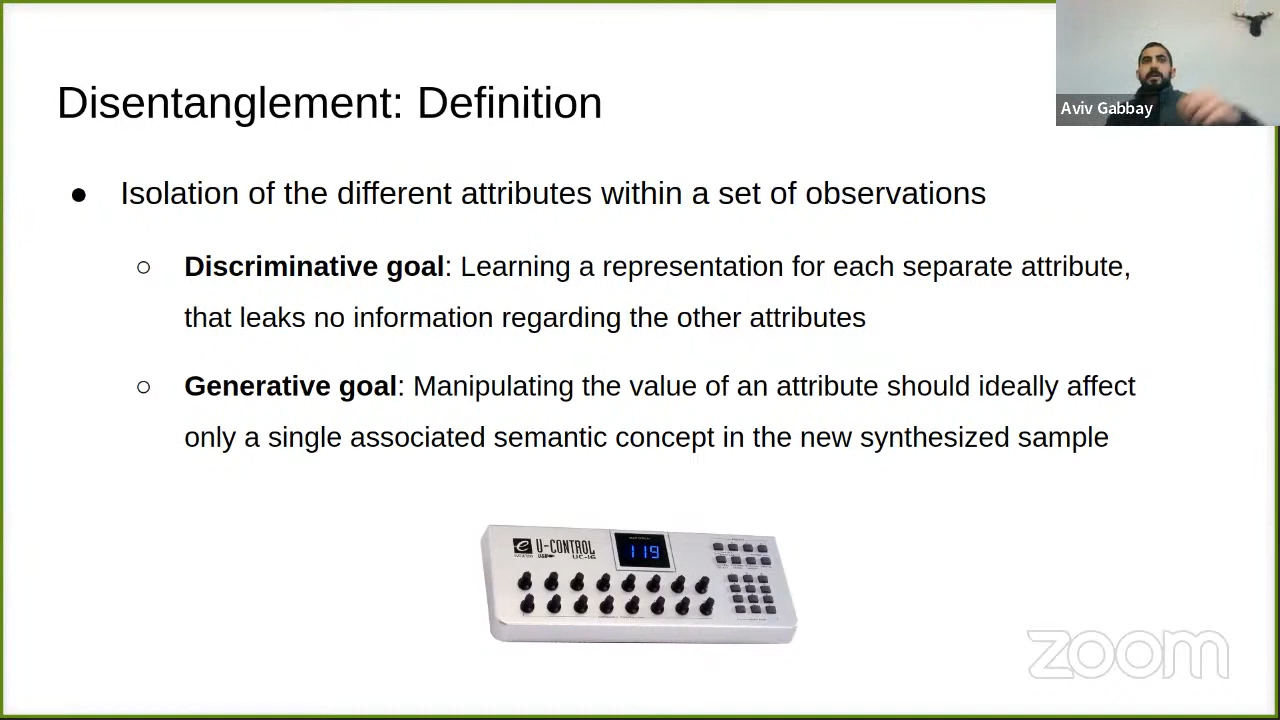 Disentanglement: Definition
Aviv Gabbay
● Isolation of the different attributes within a set of observations
○ Discriminative goal: Learning a representation for each separate attribute,
that leaks no information regarding the other attributes
○ Generative goal: Manipulating the value of an attribute should ideally affect
only a single associated semantic concept in the new synthesized sample
U-CONTROL
UC-16
119
zoom